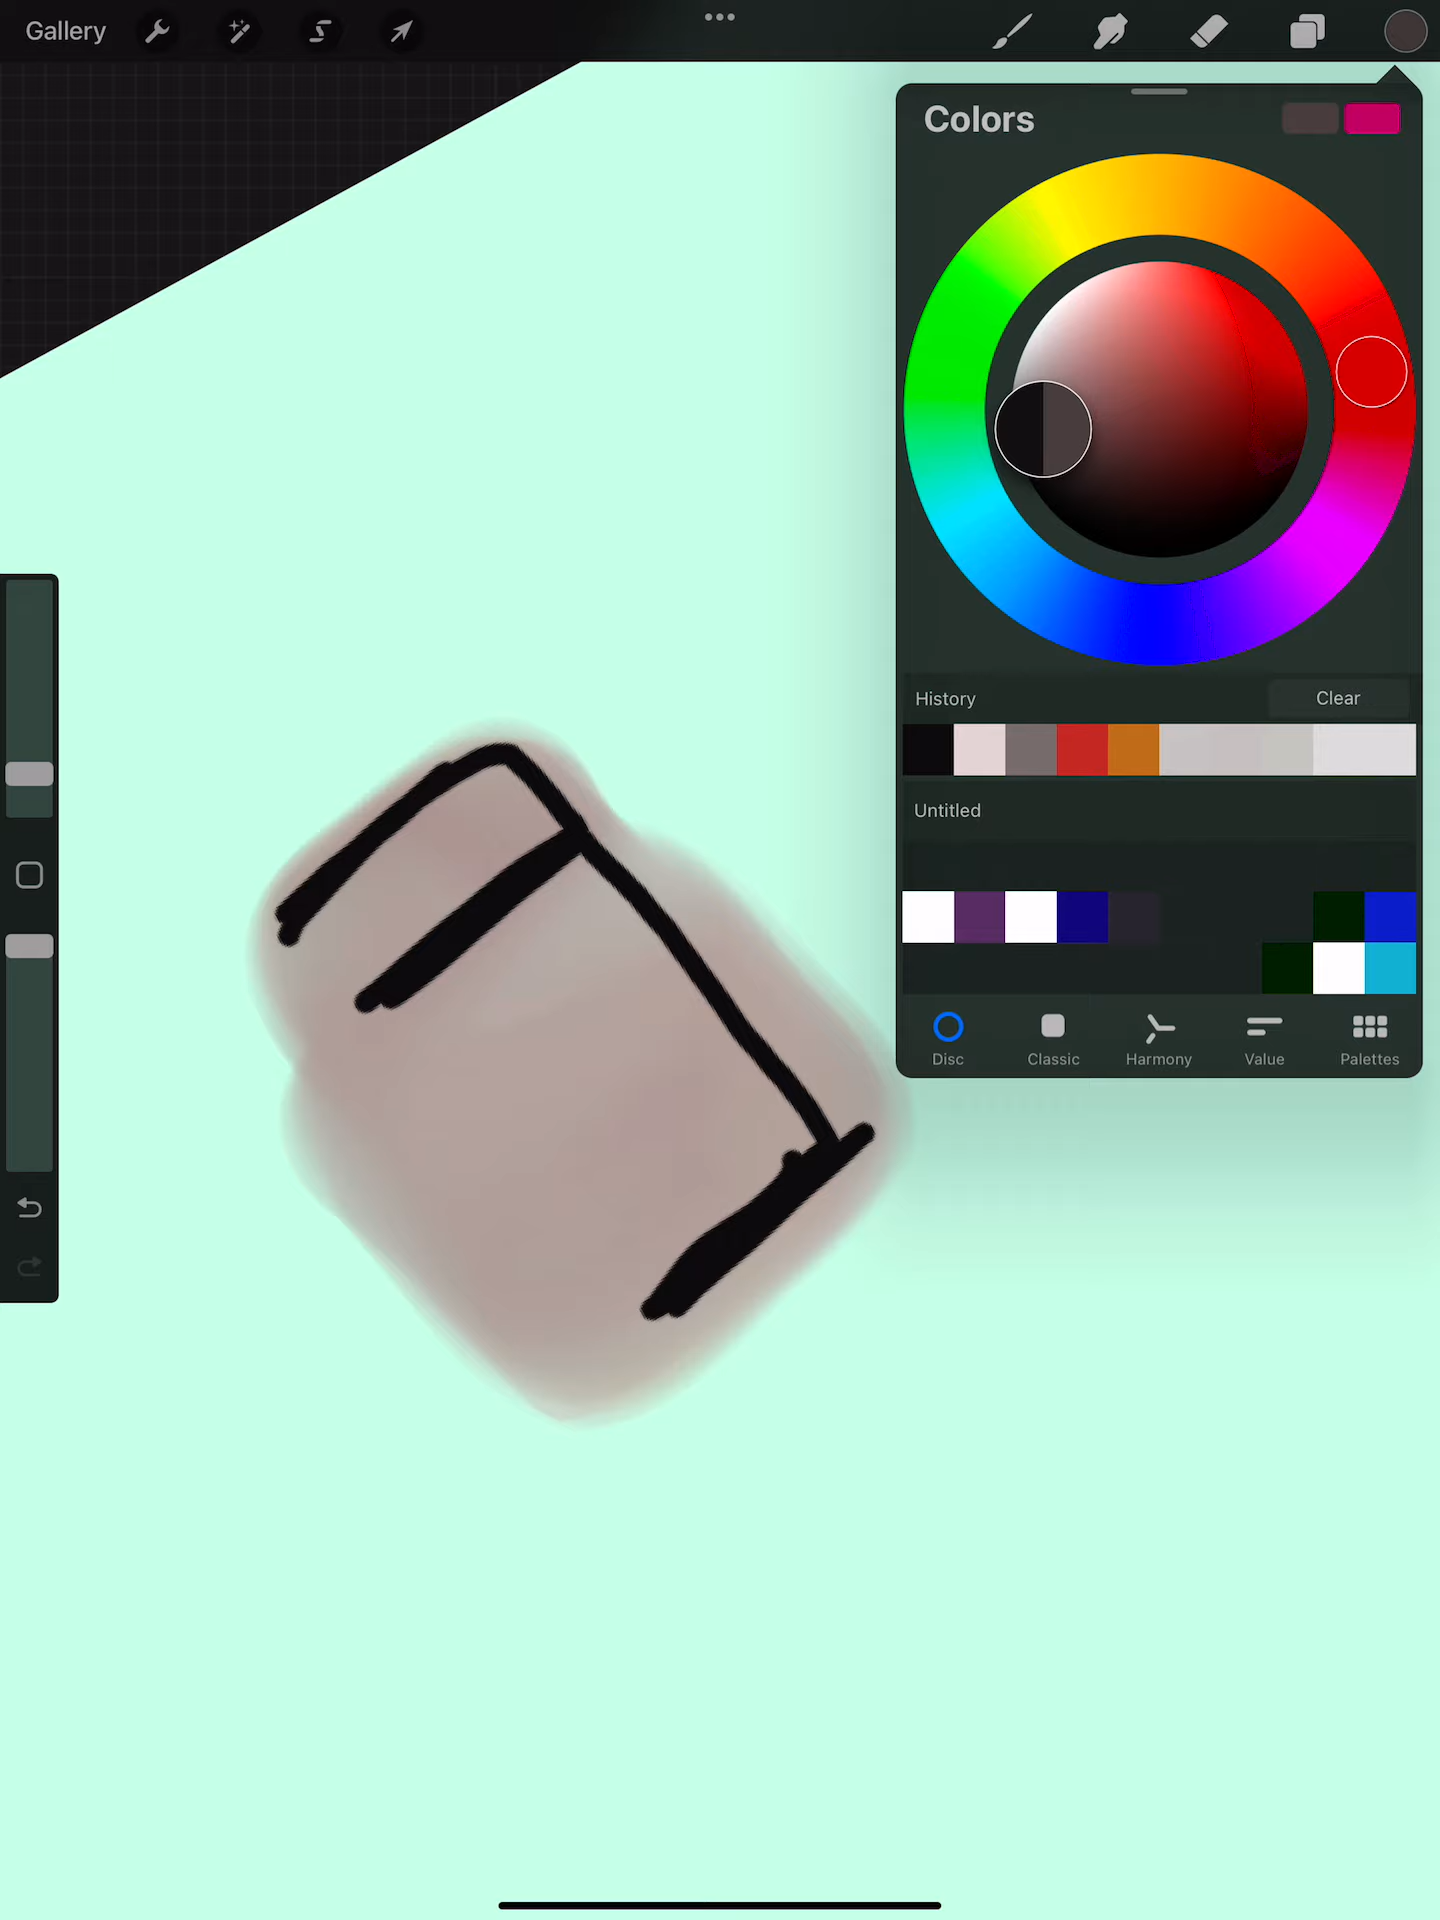 Gallery
Colors
History
Clear
Untitled
Disc
Classic
Harmony
Value
Palettes